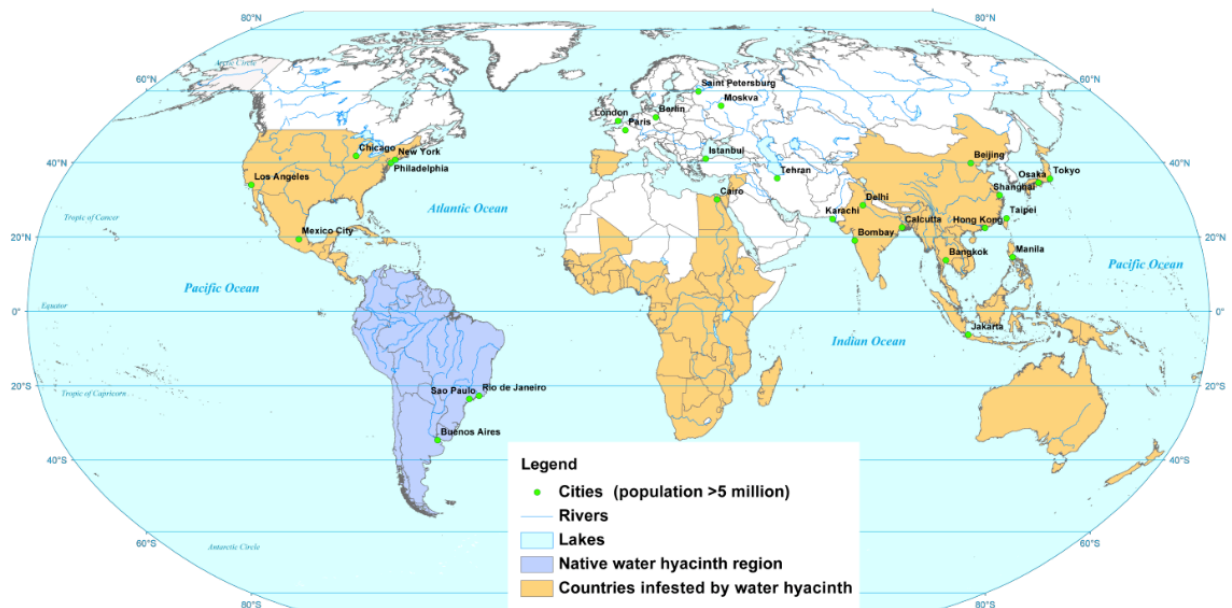 80°N 80°N
Arctic Circle
60°N 60°N
Saint Petersburg
Moskva
London
Berlin
Paris
Chicago
New York
Istanbul
Beijing
40°N 40°N
Philadelphia
Tehran
Osaka
Tokyo
Los Angeles
Cairo
Shanghai
Delhi
Atlantic Ocean
Karachi
Taipei
Tropic of Cancer
Calcutta
Hong Kong
Mexico City
Bombay
20°N 20°N
Bangkok
Manila
Pacific Ocean
Pacific Ocean
Equator
0° 0°
Jakarta
Indian Ocean
20°S 20°S
Sao Paulo
Rio de Janeiro
Tropic of Capricorn
Buenos Aires
40°S 40°S
Legend
Cities (population >5 million)
Rivers
Lakes
Native water hyacinth region
Countries infested by water hyacinth
60°S 60°S
Antarctic Circle
80°S 80°S